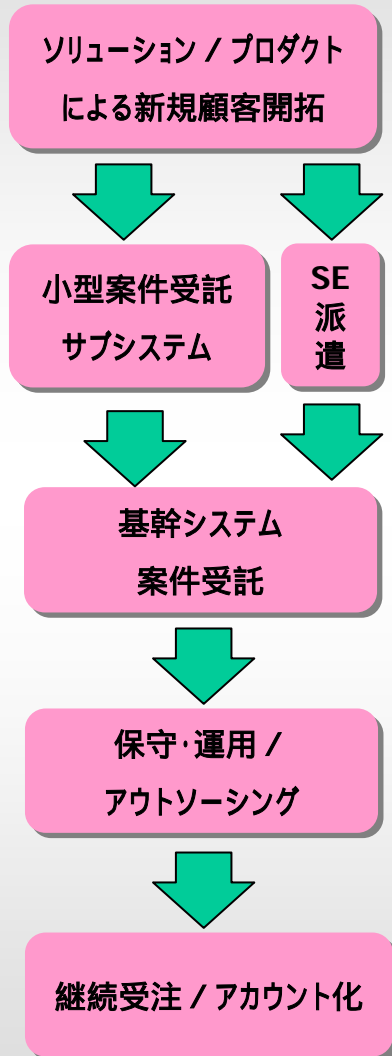 ソリューション / プロダクト
による新規顧客開拓
小型案件受託
サブシステム
SE
派
遣
基幹システム
案件受託
保守・運用 /
アウトソーシング
継続受注 / アカウント化